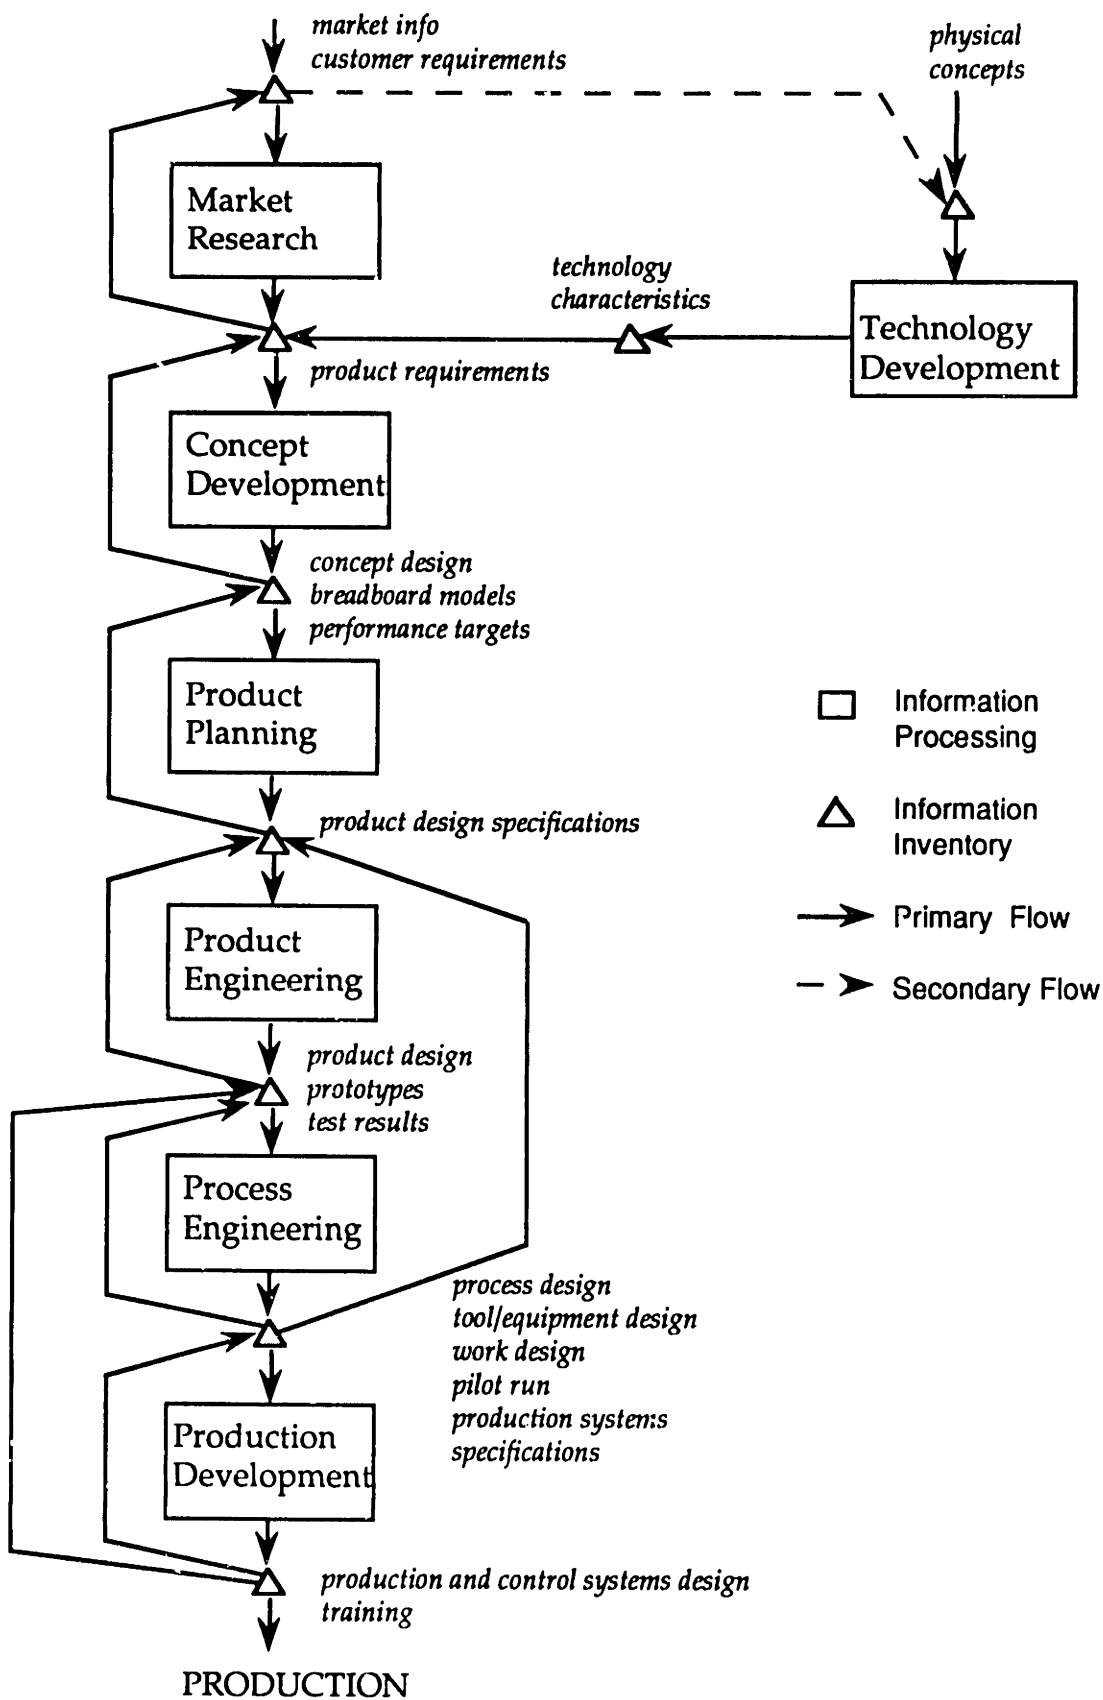 market info
customer requirements
physical
concepts
Market
Research
technology
characteristics
Technology
Development
product requirements
Concept
Development
concept design
breadboard models
performance targets
Product
Planning
Information
Processing
product design specifications
Information
Inventory
Primary Flow
Product
Engineering
Secondary Flow
product design
prototypes
test results
Process
Engineering
process design
tool/equipment design
work design
pilot run
production systems
specifications
Production
Development
production and control systems design
training
PRODUCTION